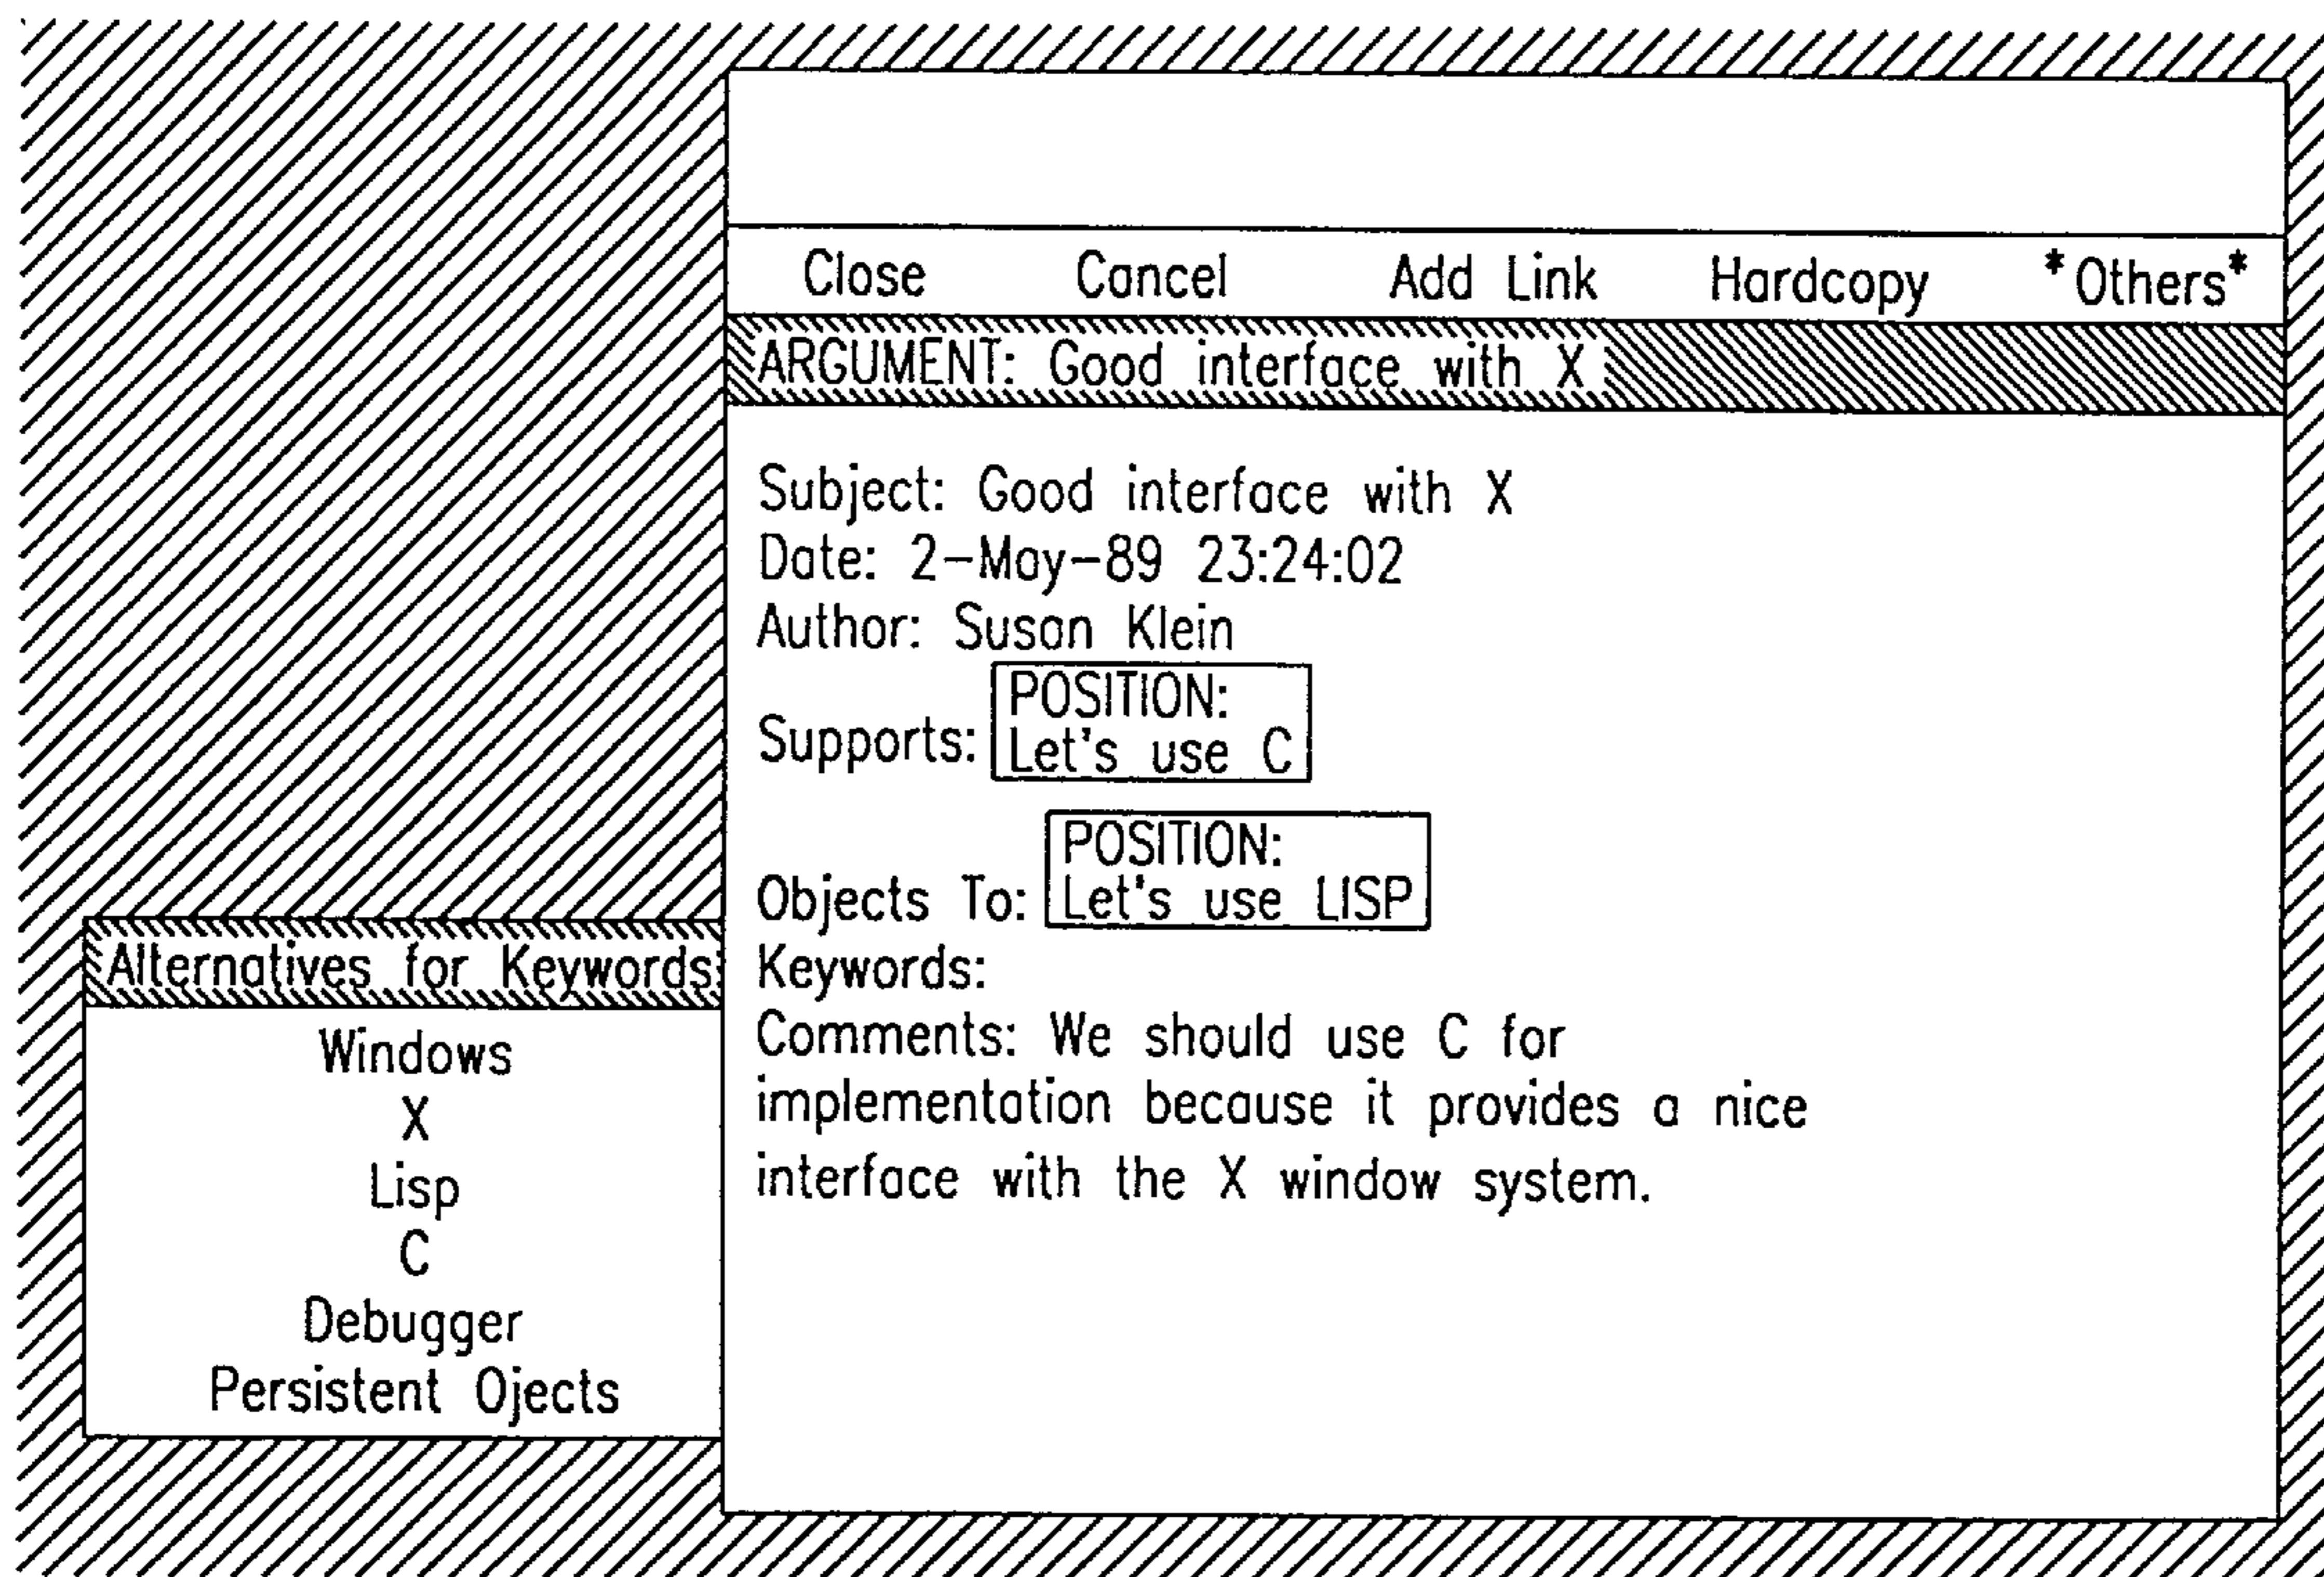 Close Cancel Add Link Hardcopy *Others*
ARGUMENT: Good interface with X
Subject: Good interface with X
Date: 2-May-89 23:24:02
Author: Susan Klein
Supports: POSITION:
Let's use C
Objects To: POSITION:
Let's use LISP
Keywords:
Comments: We should use C for
implementation because it provides a nice
interface with the X window system.
Alternatives for Keywords
Windows
X
Lisp
C
Debugger
Persistent Ojects